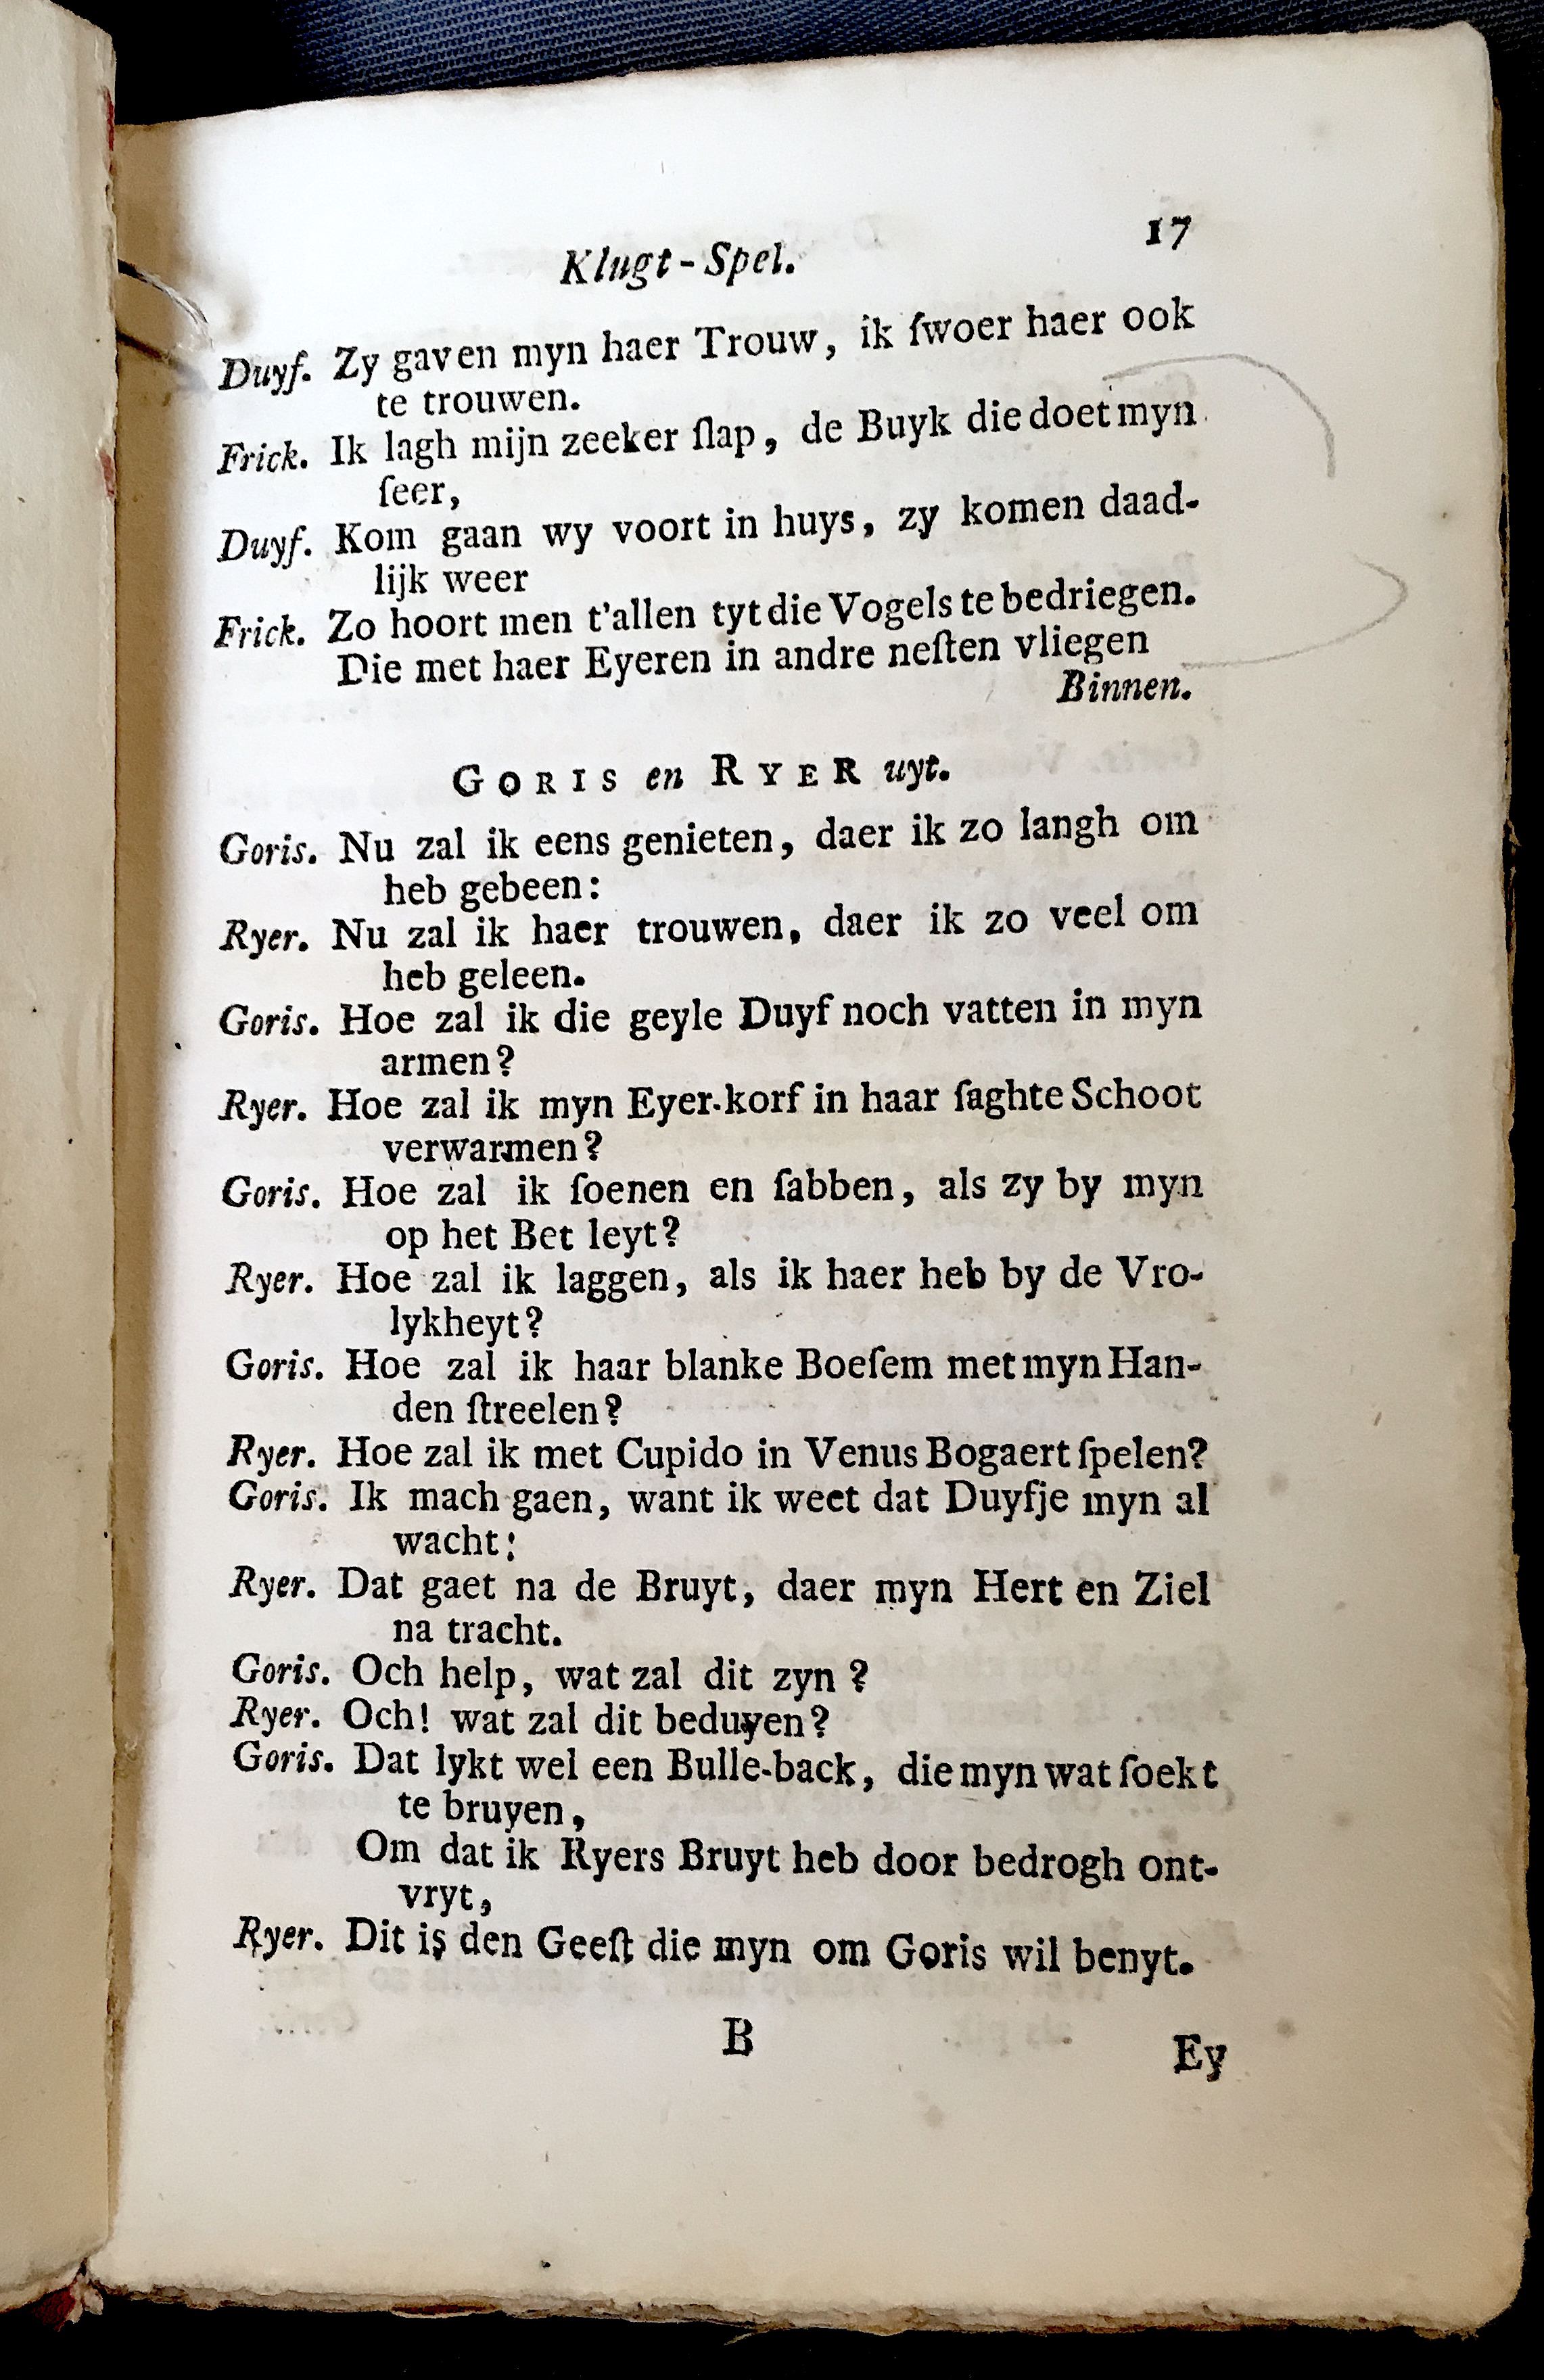 17
Klugt-Spel.
Duyf. Zy gaven myn haer Trouw, ik ſwoer haer ook
te trouwen.
Frick. Ik lagh mijn zeeker ſlap, de Buyk die doet myn
ſeer,
Duyf. Kom gaan wy voort in huys, zy komen daad-
lijk weer
Frick. Zo hoort men t'allen tyt die Vogels te bedriegen.
Die met haer Eyeren in andre neſten vliegen
Binnen.
GORIS en RYER uyt.
Goris. Nu zal ik eens genieten, daer ik zo langh om
heb gebeen:
Ryer. Nu zal ik haer trouwen, daer ik zo veel om
heb geleen.
Goris. Hoe zal ik die geyle Duyf noch vatten in myn
armen?
Ryer. Hoe zal ik myn Eyer-korf in haar ſaghte Schoot
verwarmen?
Goris. Hoe zal ik ſoenen en ſabben, als zy by myn
op het Bet leyt?
Ryer. Hoe zal ik laggen, als ik haer heb by de Vro-
lykheyt?
Goris. Hoe zal ik haar blanke Boeſem met myn Han-
den ſtreelen?
Ryer. Hoe zal ik met Cupido in Venus Bogaert ſpelen?
Goris. Ik mach gaen, want ik weet dat Duyfje myn al
wacht:
Ryer. Dat gaet na de Bruyt, daer myn Hert en Ziel
na tracht.
Goris. Och help, wat zal dit zyn?
Ryer. Och! wat zal dit beduyen?
Goris. Dat lykt wel een Bulle-back, die myn wat ſoekt
te bruyen,
Om dat ik Ryers Bruyt heb door bedrogh ont-
vryt,
Ryer. Dit is den Geeſt die myn om Goris wil benyt.
B
Ey